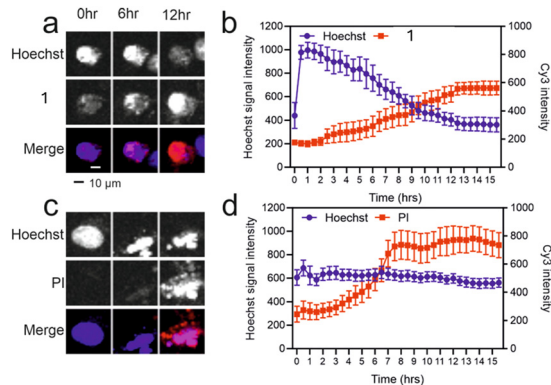 a
0hr 6hr 12hr
Hoechst
1
Merge
10 µm
b
Hoechst 1
Hoechst signal intensity
1200
1000
800
600
400
200
0
Cy3 signal intensity
1000
800
600
400
200
0
0 1 2 3 4 5 6 7 8 9 10 11 12 13 14 15
Time (hrs)
c
Hoechst
PI
Merge
d
Hoechst PI
Hoechst signal intensity
1200
1000
800
600
400
200
0
Cy3 signal intensity
1000
800
600
400
200
0
0 1 2 3 4 5 6 7 8 9 10 11 12 13 14 15
Time (hrs)